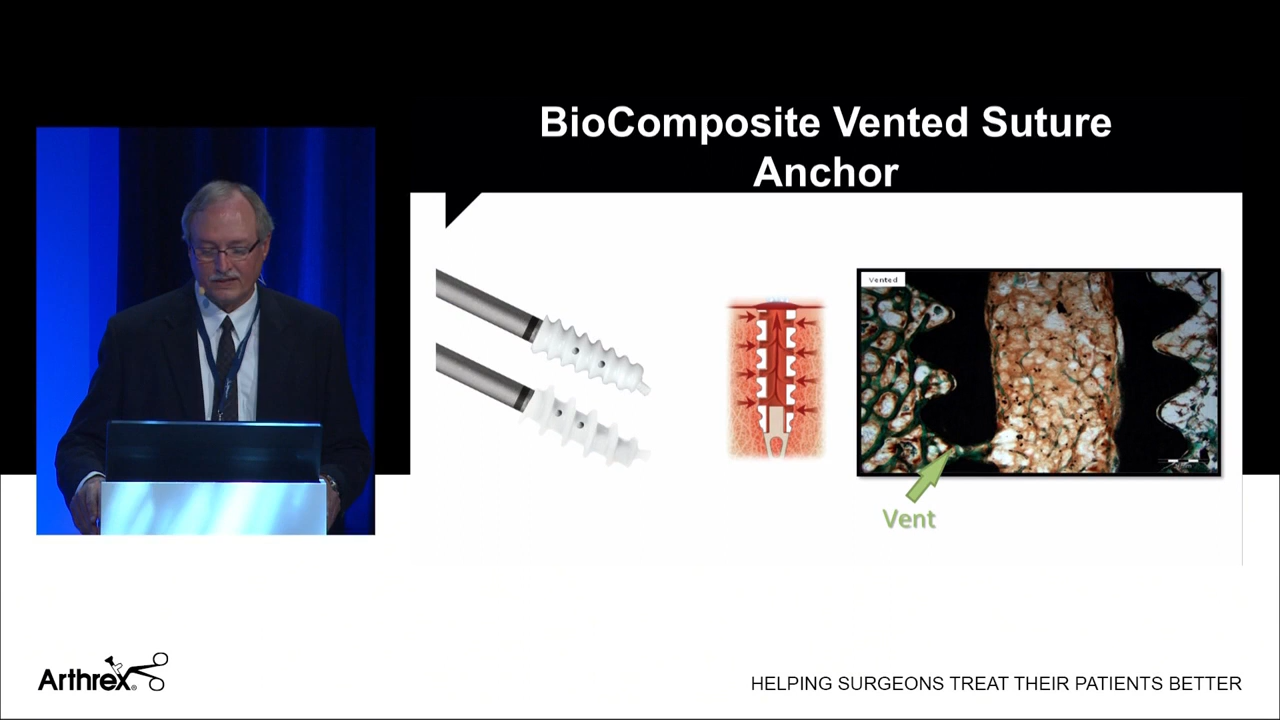 BioComposite Vented Suture
Anchor
Vented
Vent
Arthrex®
HELPING SURGEONS TREAT THEIR PATIENTS BETTER